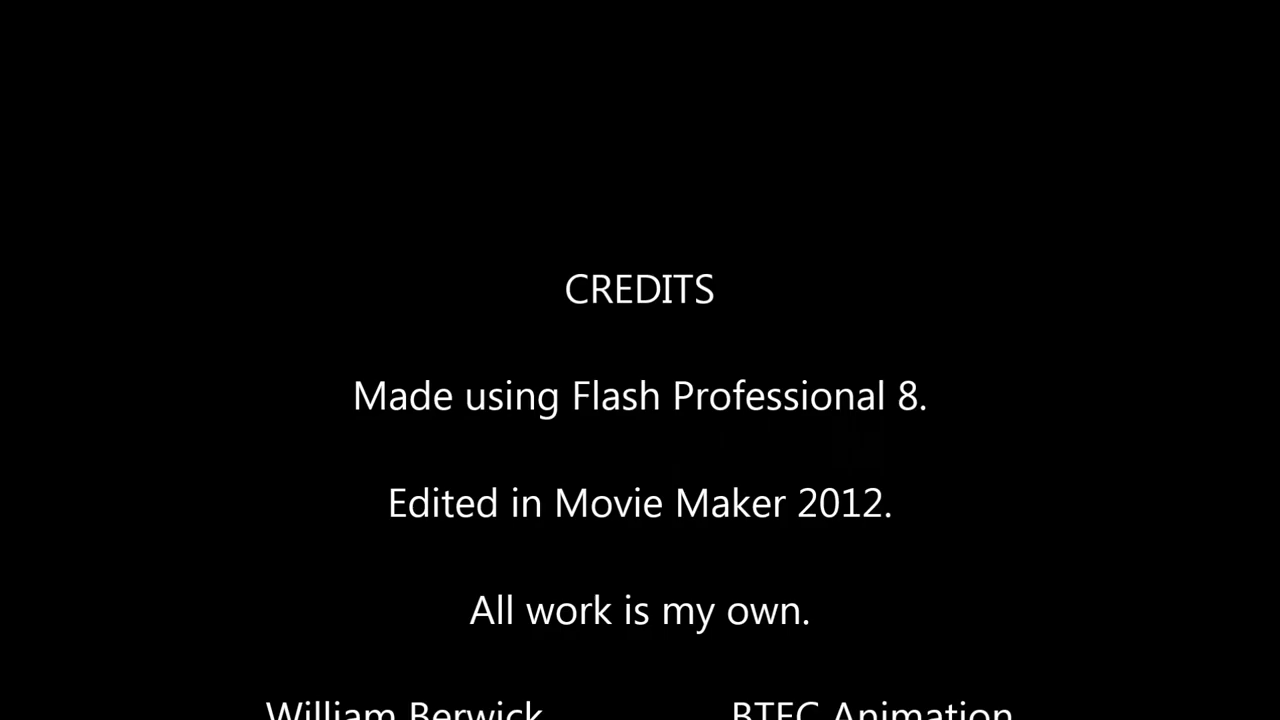 CREDITS
Made using Flash Professional 8.
Edited in Movie Maker 2012.
All work is my own.
William Berwick BTEC Animation